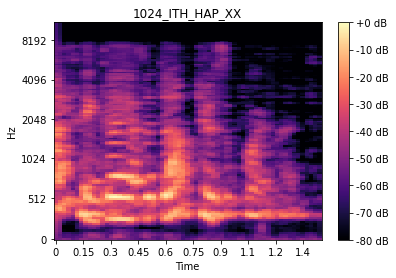 1024_ITH_HAP_XX
8192
4096
2048
1024
512
0
Hz
0 0.15 0.3 0.45 0.6 0.75 0.9 1.1 1.2 1.4
Time
+0 dB
-10 dB
-20 dB
-30 dB
-40 dB
-50 dB
-60 dB
-70 dB
-80 dB